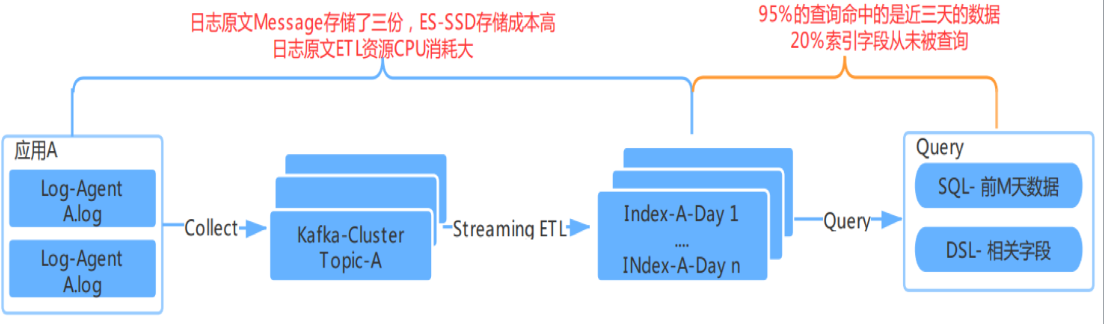 日志原文Message存储了三份，ES-SSD存储成本高
日志原文ETL资源CPU消耗大
95%的查询命中的是近三天的数据
20%索引字段从未被查询
应用A
Log-Agent
A.log
Log-Agent
A.log
Collect
Kafka-Cluster
Topic-A
Streaming ETL
Index-A-Day 1
....
INdex-A-Day n
Query
Query
SQL- 前M天数据
DSL- 相关字段